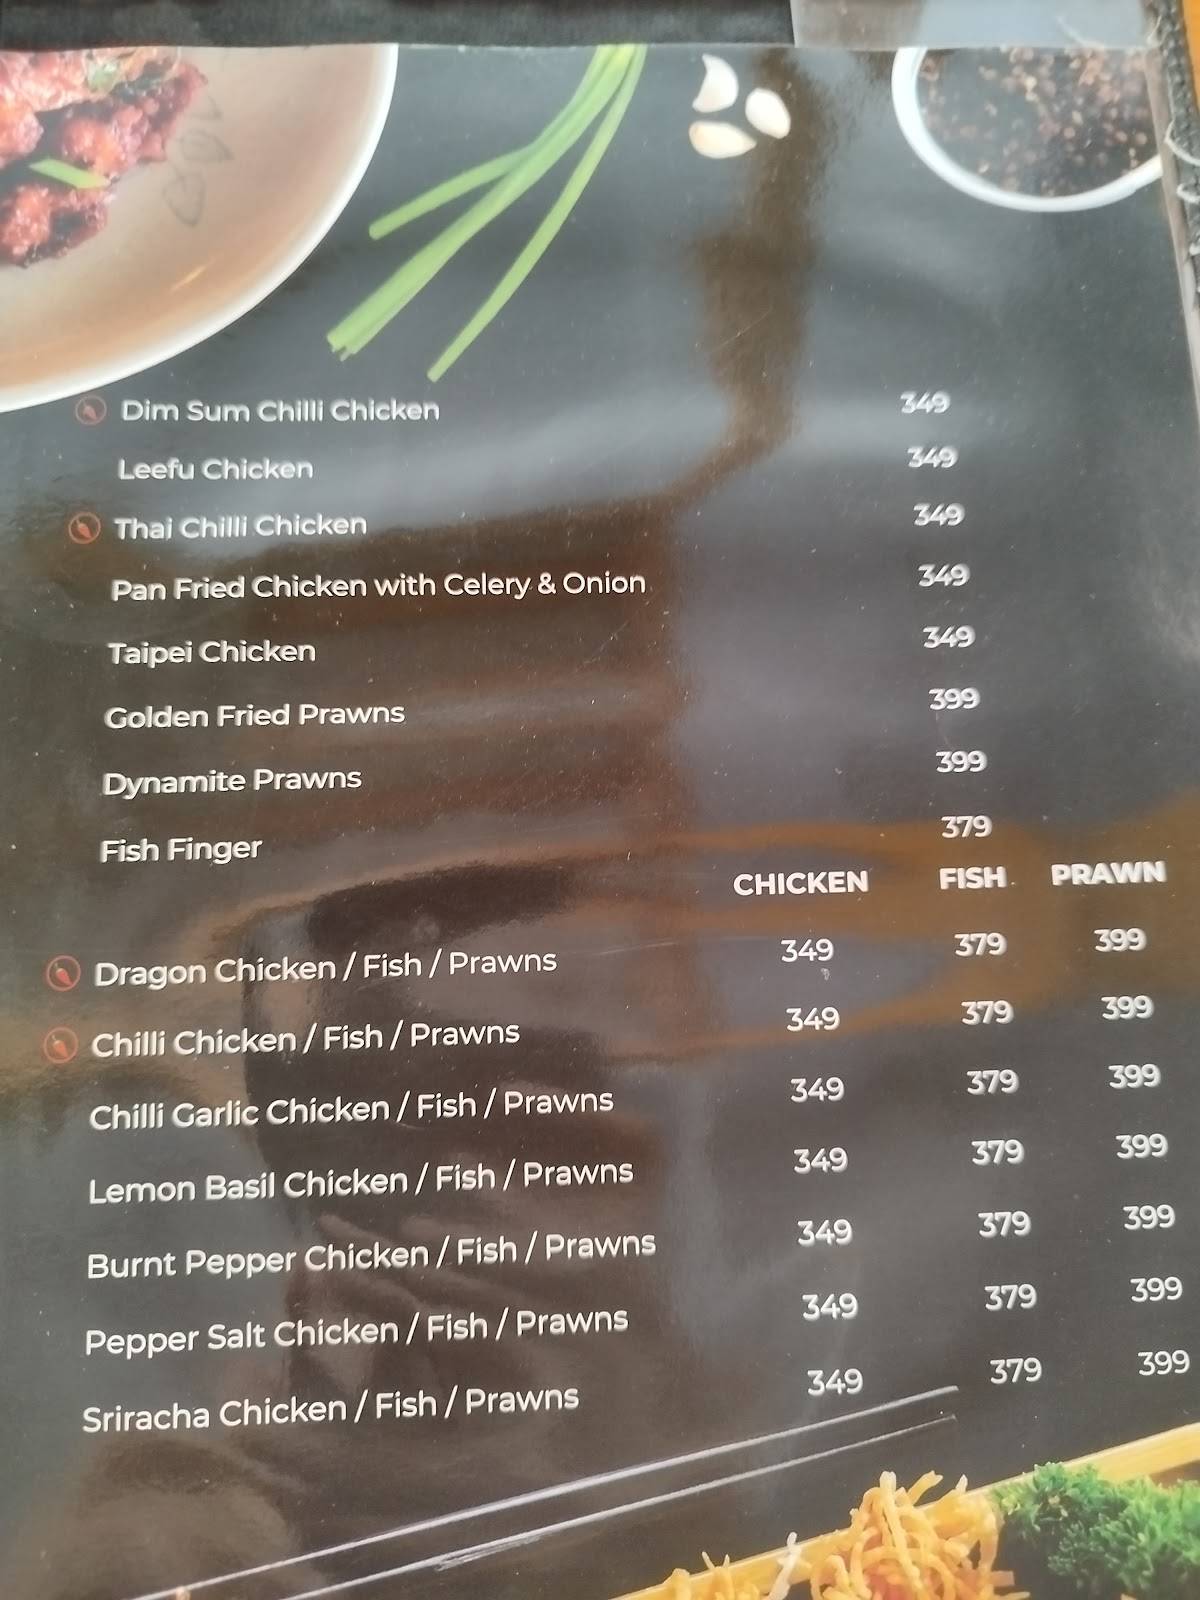 Dim Sum Chilli Chicken 349
Leefu Chicken 349
Thai Chilli Chicken 349
Pan Fried Chicken with Celery & Onion 349
Taipei Chicken 349
Golden Fried Prawns 399
Dynamite Prawns 399
Fish Finger 379
CHICKEN FISH PRAWN
Dragon Chicken / Fish / Prawns 349 379 399
Chilli Chicken / Fish / Prawns 349 379 399
Chilli Garlic Chicken / Fish / Prawns 349 379 399
Lemon Basil Chicken / Fish / Prawns 349 379 399
Burnt Pepper Chicken / Fish / Prawns 349 379 399
Pepper Salt Chicken / Fish / Prawns 349 379 399
Sriracha Chicken / Fish / Prawns 349 379 399